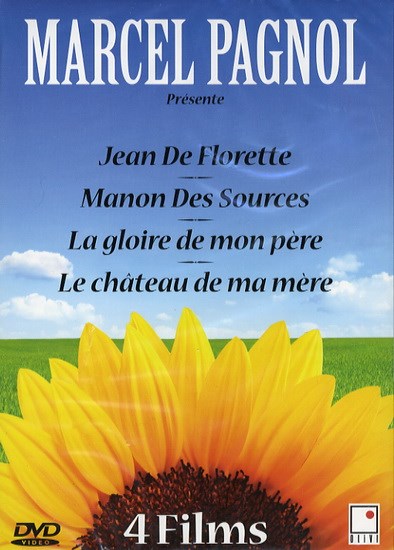 MARCEL PAGNOL
Présente
Jean De Florette
Manon Des Sources
La gloire de mon père
Le château de ma mère
4 Films
DVD
VIDEO